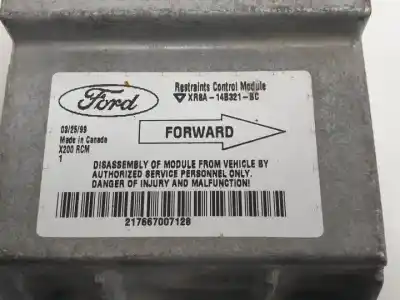 Ford
Restraints Control Module
XR8A-14B321-BC
03/25/99
Made in Canada
X200 RCM
1
FORWARD
DISASSEMBLY OF MODULE FROM VEHICLE BY
AUTHORIZED SERVICE PERSONNEL ONLY.
DANGER OF INJURY AND MALFUNCTION!
217667007128